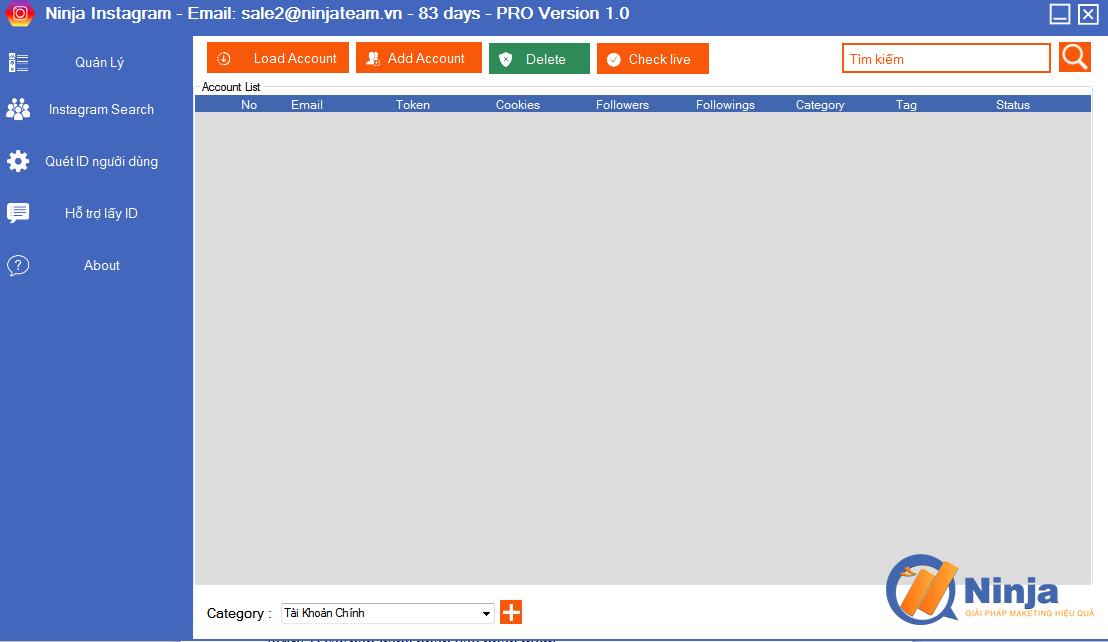 Ninja Instagram - Email: sale2@ninjateam.vn - 83 days - PRO Version 1.0
Quản Lý
Instagram Search
Quét ID người dùng
Hỗ trợ lấy ID
About
Load Account
Add Account
Delete
Check live
Tìm kiếm
Account List
No Email Token Cookies Followers Followings Category Tag Status
Ninja
GIẢI PHÁP MAKETING HIỆU QUẢ
Category : Tài Khoản Chính